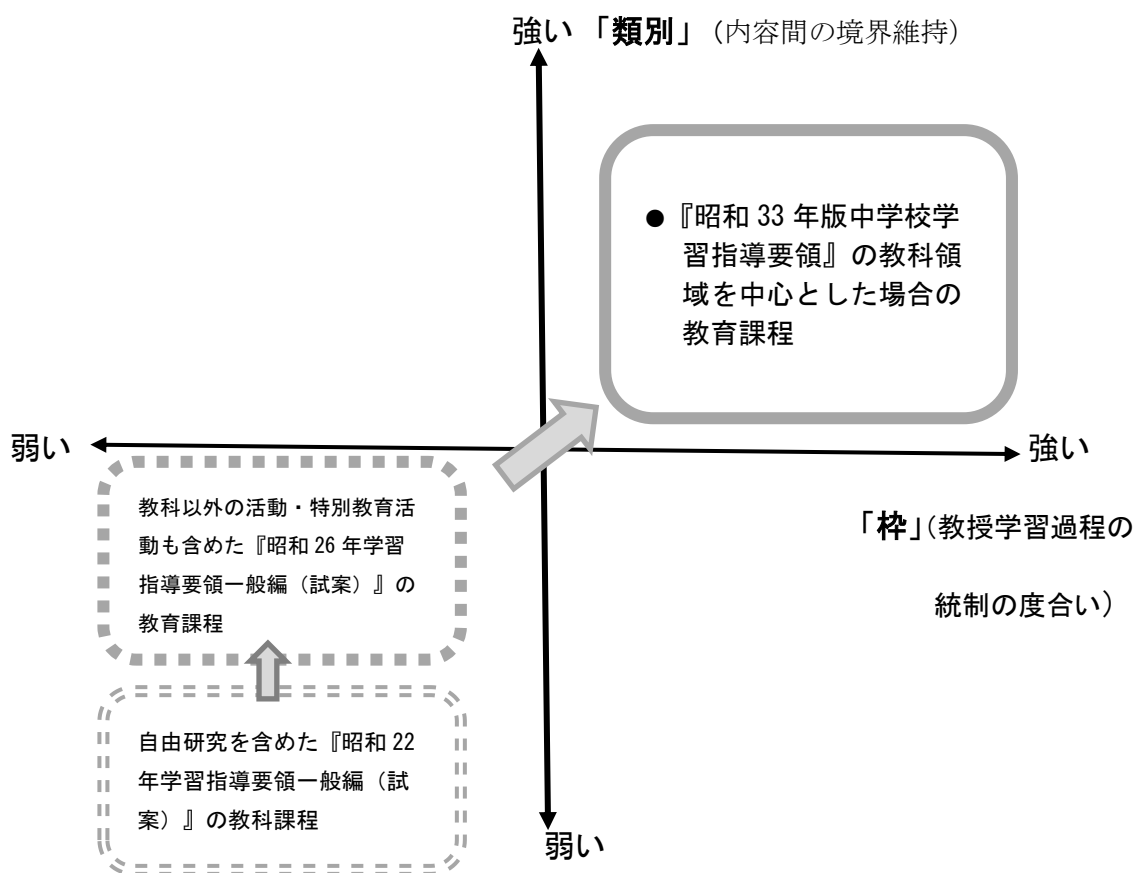 強い「類別」(内容間の境界維持)
●『昭和 33 年版中学校学
習指導要領』の教科領
域を中心とした場合の
教育課程
弱い
強い
教科以外の活動・特別教育活
動も含めた『昭和 26 年学習
指導要領一般編（試案）』の
教育課程
「枠」(教授学習過程の
統制の度合い）
自由研究を含めた『昭和 22
年学習指導要領一般編（試
案）』の教科課程
弱い